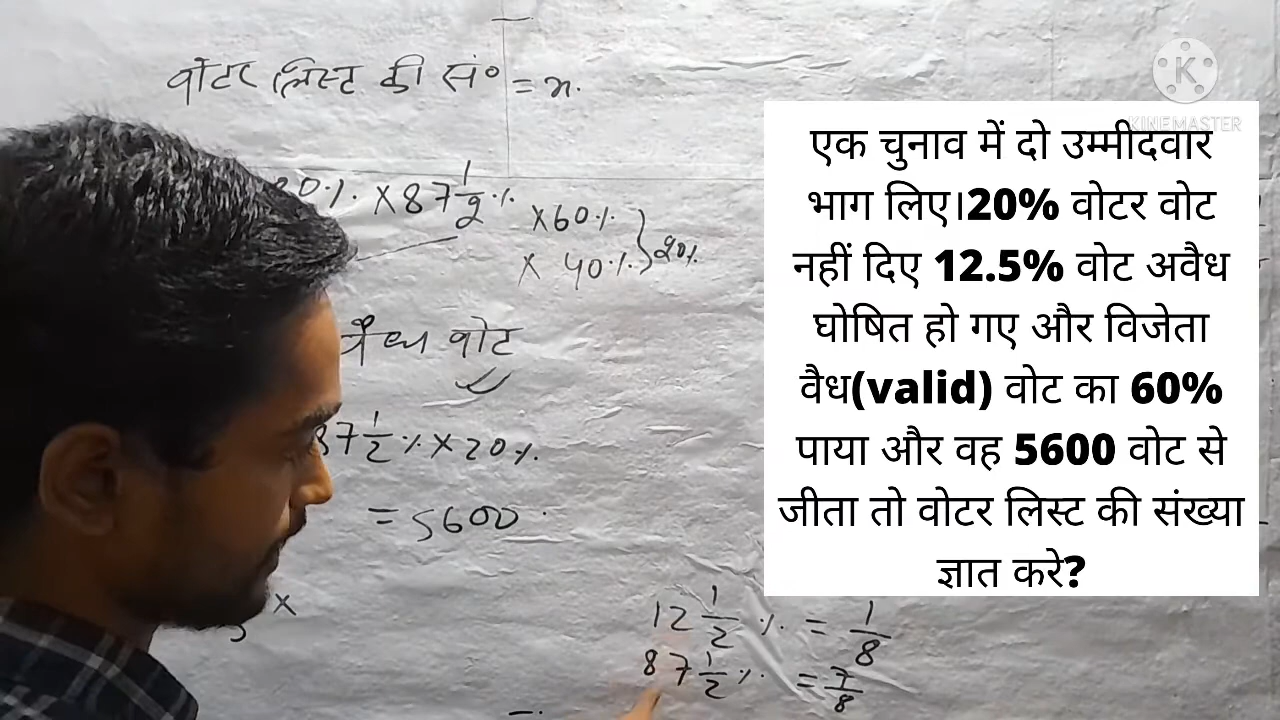 वोटर लिस्ट की सं० = x.
80% × 87 1/2 % × 60%
× 40% } 20%
वैध वोट
87 1/2 % × 20%
= 5600
×
12 1/2 % = 1/8
87 1/2 % = 7/8
K
KINEMASTER
एक चुनाव में दो उम्मीदवार
भाग लिए।20% वोटर वोट
नहीं दिए 12.5% वोट अवैध
घोषित हो गए और विजेता
वैध(valid) वोट का 60%
पाया और वह 5600 वोट से
जीता तो वोटर लिस्ट की संख्या
ज्ञात करे?